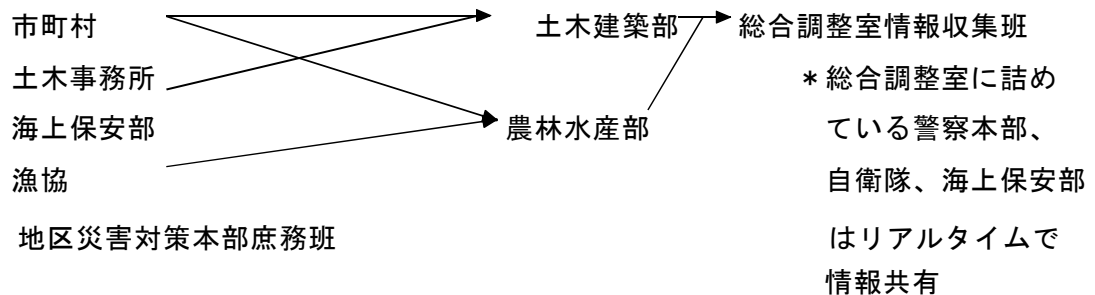 市町村
土木建築部
総合調整室情報収集班
土木事務所
*総合調整室に詰め
海上保安部
農林水産部
ている警察本部、
漁協
自衛隊、海上保安部
地区災害対策本部庶務班
はリアルタイムで
情報共有